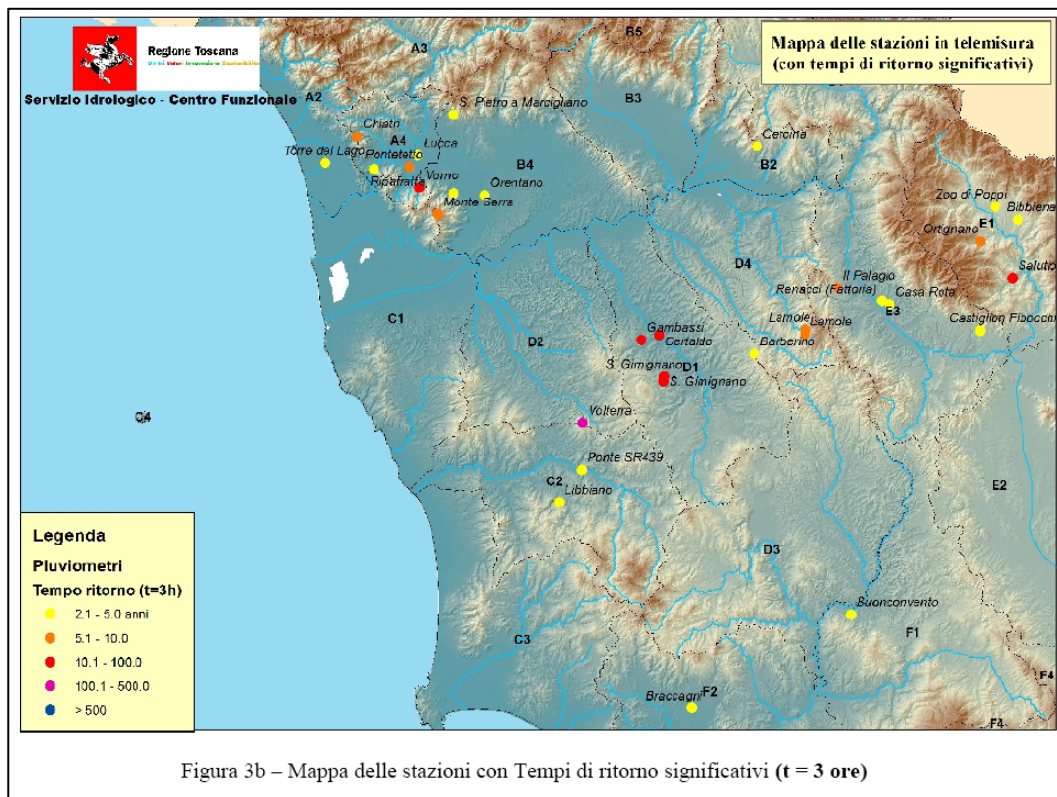 Regione Toscana
Servizio Idrologico - Centro Funzionale
Mappa delle stazioni in telemisura
(con tempi di ritorno significativi)
A3
B5
A2
B3
S. Pietro a Marcigliano
Chiatri
A4
Lucca
Cercina
Torre del Lago
Pontetetto
B4
B2
Ripafratta
Vorno
Orentano
Monte Serra
Zoo di Poppi
Bibbiena
Ortignano
E1
D4
Il Palagio
Saluto
Renacci (Fattoria)
Casa Rota
E3
C1
Lamole
Lamole
Castiglion Fibocchi
D2
Gambassi
Certaldo
Barberino
S. Gimignano
D1
S. Gimignano
C4
Volterra
Ponte SR439
C2
E2
Libbiano
D3
Buonconvento
C3
F1
F4
Braccagni
F2
F4
Legenda
Pluviometri
Tempo ritorno (t=3h)
2.1 - 5.0 anni
5.1 - 10.0
10.1 - 100.0
100.1 - 500.0
> 500
Figura 3b – Mappa delle stazioni con Tempi di ritorno significativi (t = 3 ore)